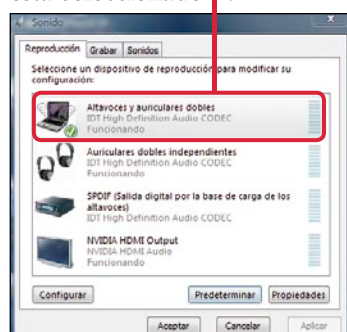 Sonido
Reproducción Grabar Sonidos
Seleccione un dispositivo de reproducción para modificar su
configuración:
Altavoces y auriculares dobles
IDT High Definition Audio CODEC
Funcionando
Auriculares dobles independientes
IDT High Definition Audio CODEC
Funcionando
SPDIF (Salida digital por la base de carga de los
altavoces)
IDT High Definition Audio CODEC
NVIDIA HDMI Output
NVIDIA HDMI Audio
Funcionando
Configurar Predeterminar Propiedades
Aceptar Cancelar Aplicar